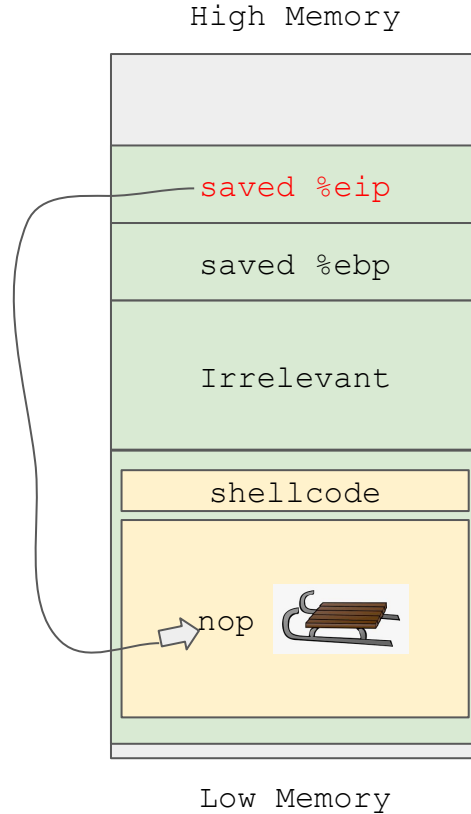 High Memory
saved %eip
saved %ebp
Irrelevant
shellcode
nop
Low Memory